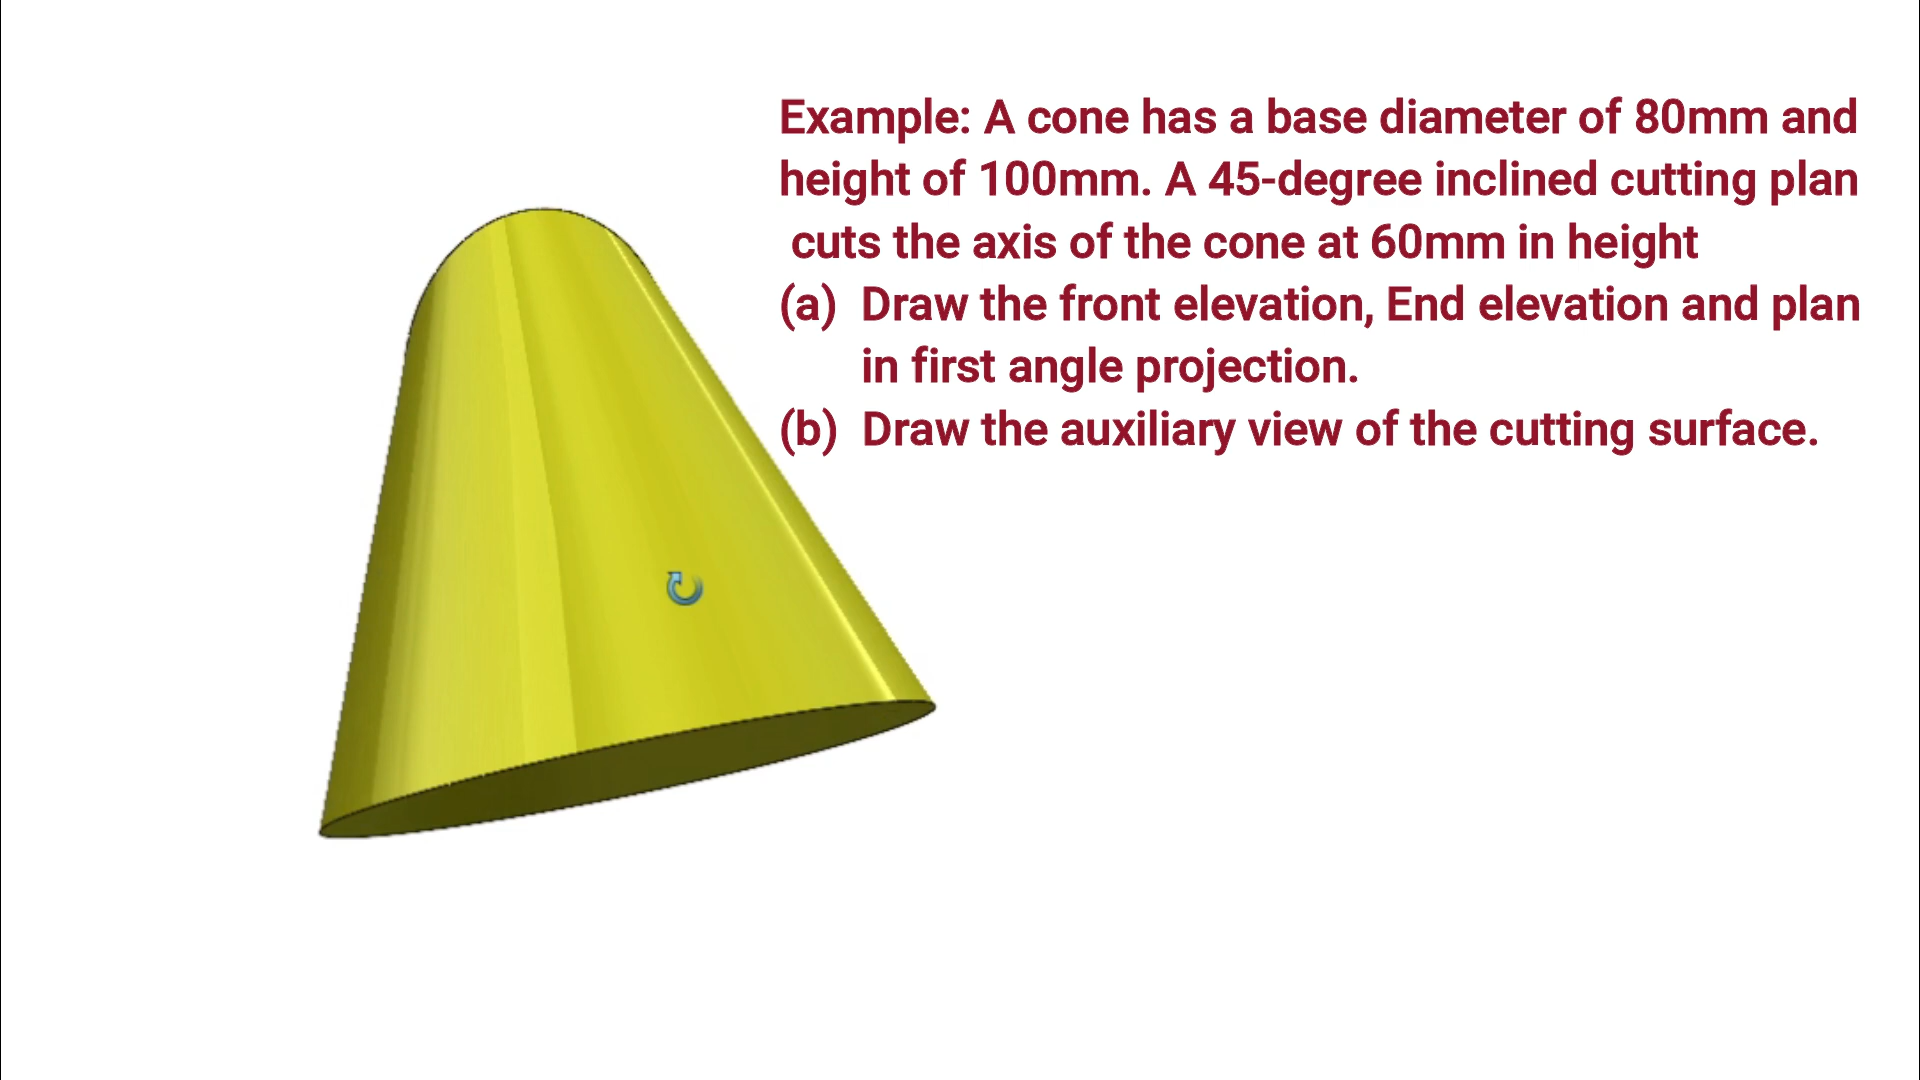 Example: A cone has a base diameter of 80mm and
height of 100mm. A 45-degree inclined cutting plan
cuts the axis of the cone at 60mm in height
(a) Draw the front elevation, End elevation and plan
in first angle projection.
(b) Draw the auxiliary view of the cutting surface.